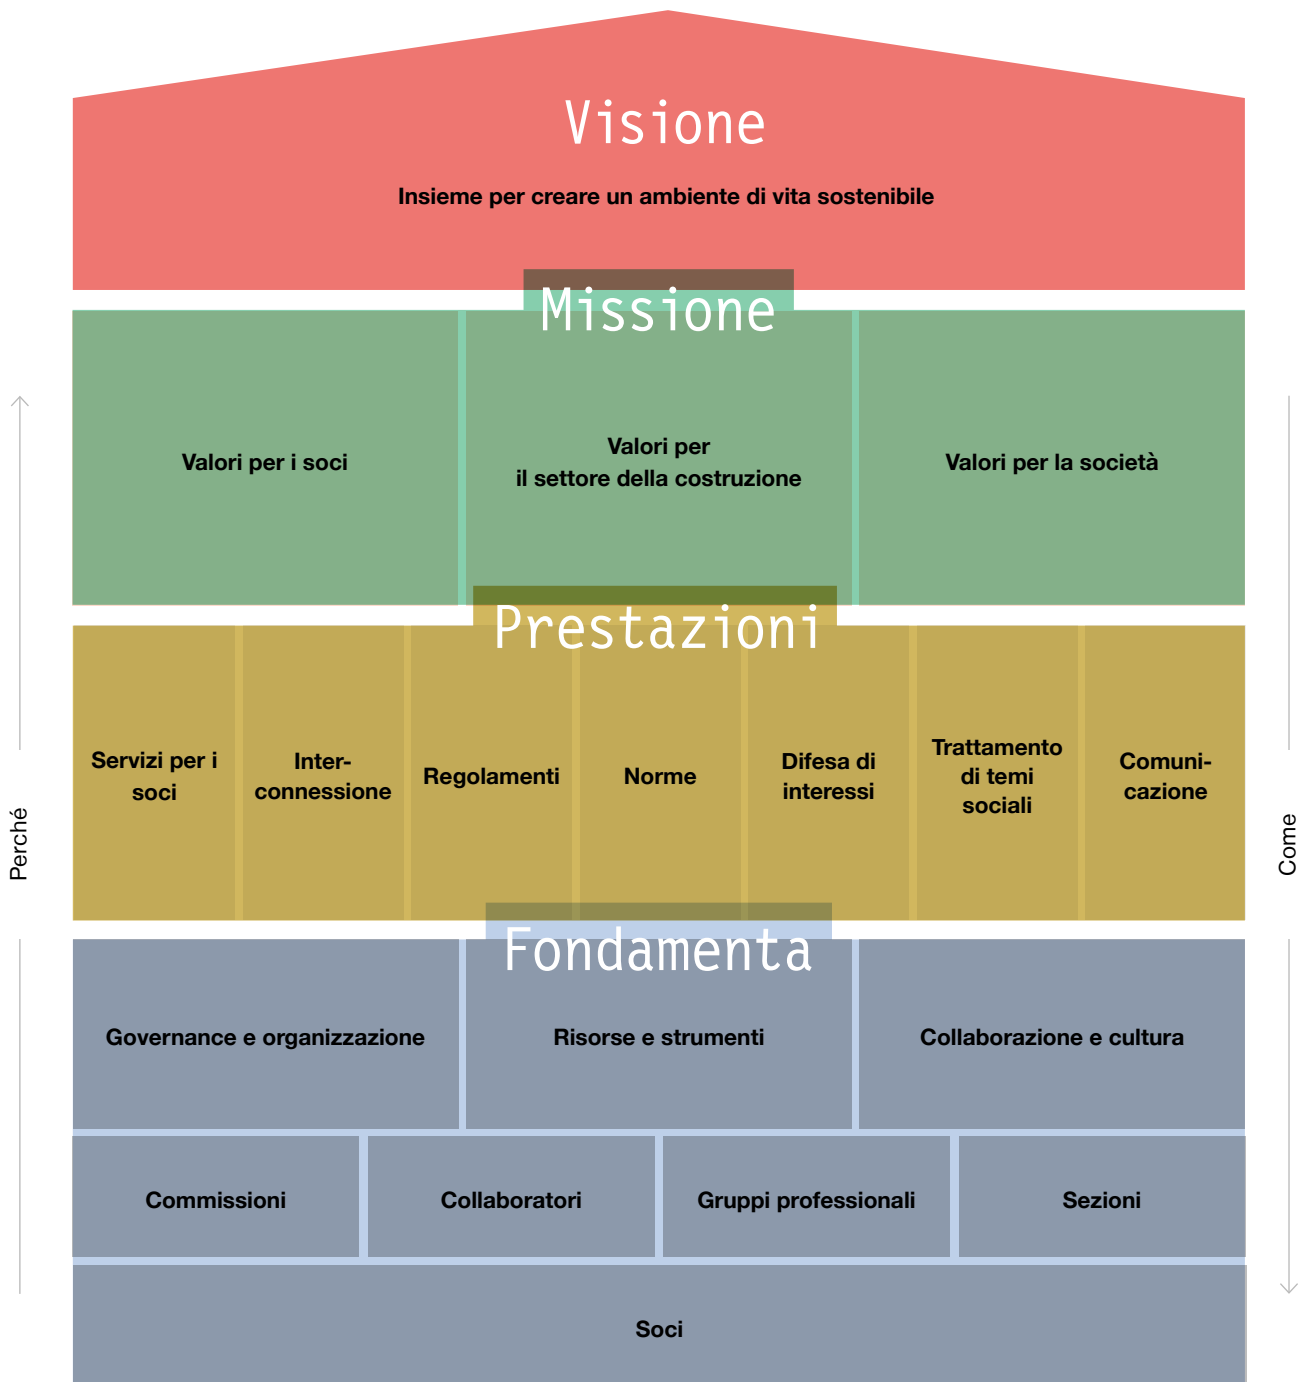 Visione
Insieme per creare un ambiente di vita sostenibile
Missione
Valori per i soci
Valori per
il settore della costruzione
Valori per la società
Prestazioni
Servizi per i
soci
Inter-
connessione
Regolamenti
Norme
Difesa di
interessi
Trattamento
di temi
sociali
Comuni-
cazione
Perché
Come
Fondamenta
Governance e organizzazione
Risorse e strumenti
Collaborazione e cultura
Commissioni
Collaboratori
Gruppi professionali
Sezioni
Soci